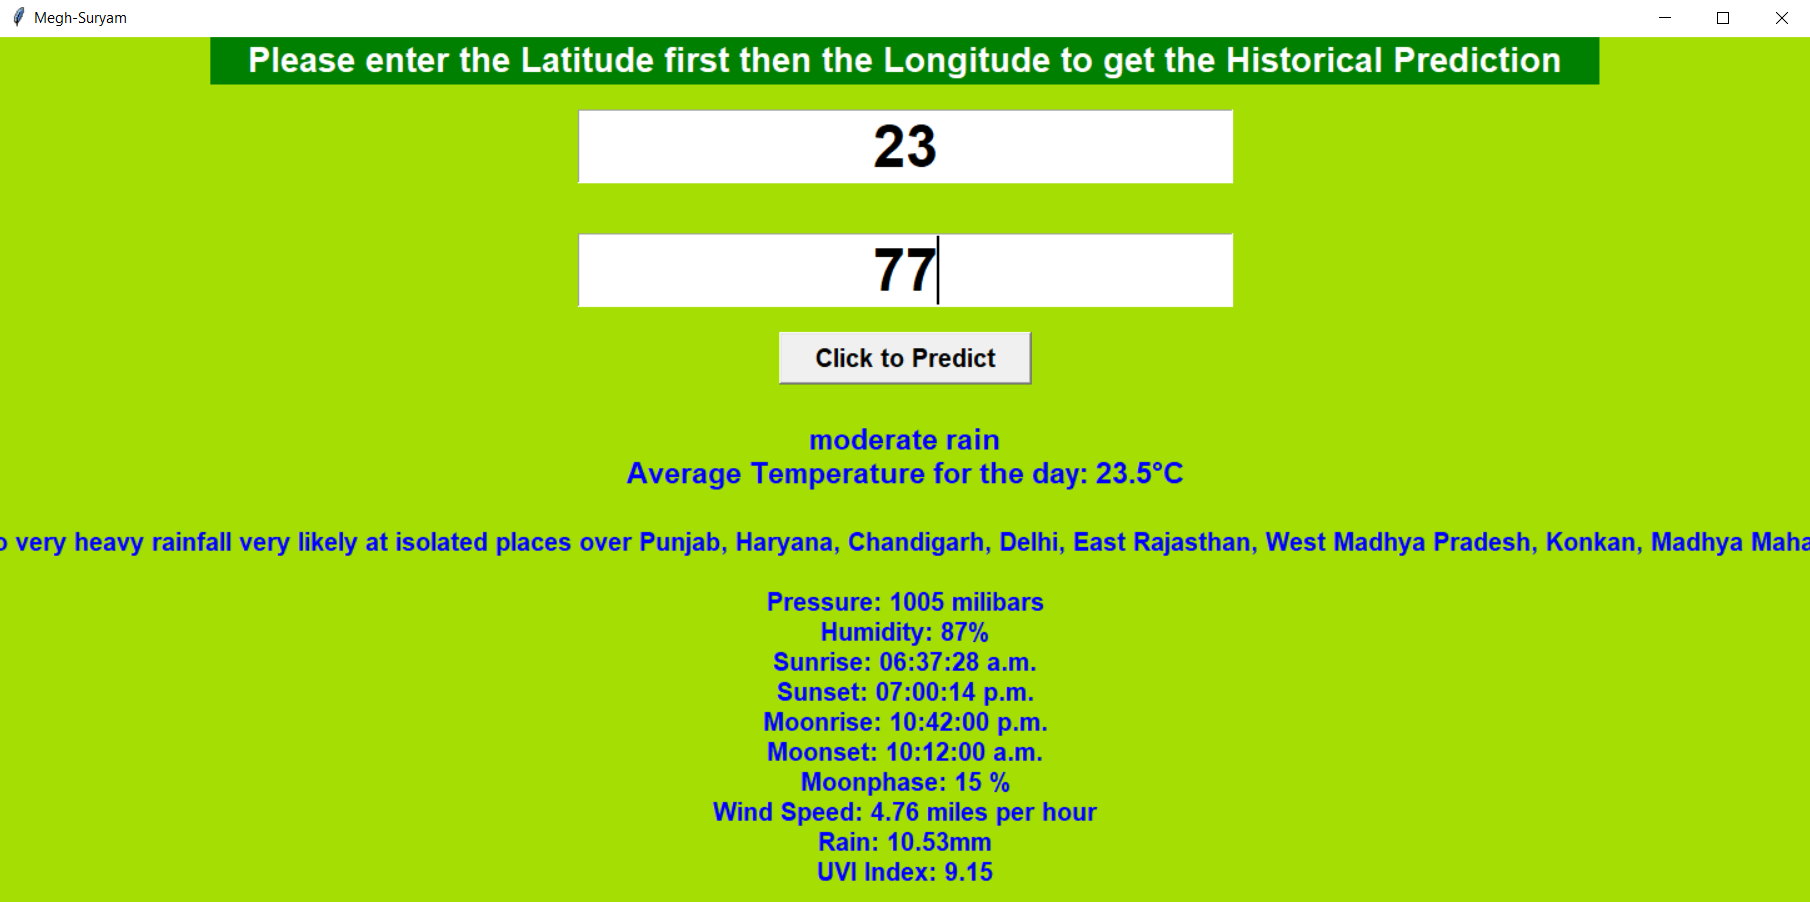 Megh-Suryam
Please enter the Latitude first then the Longitude to get the Historical Prediction
23
77
Click to Predict
moderate rain
Average Temperature for the day: 23.5°C
very heavy rainfall very likely at isolated places over Punjab, Haryana, Chandigarh, Delhi, East Rajasthan, West Madhya Pradesh, Konkan, Madhya
Pressure: 1005 milibars
Humidity: 87%
Sunrise: 06:37:28 a.m.
Sunset: 07:00:14 p.m.
Moonrise: 10:42:00 p.m.
Moonset: 10:12:00 a.m.
Moonphase: 15 %
Wind Speed: 4.76 miles per hour
Rain: 10.53mm
UVI Index: 9.15